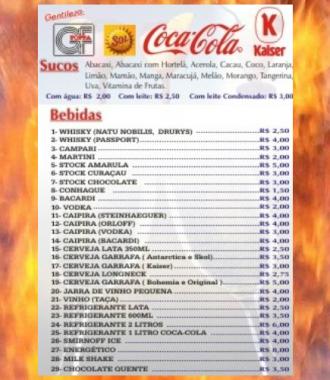 Gentileza:
CF
POPPA
Sol
Coca-Cola
K
Kaiser
Sucos Abacaxi, Abacaxi com Hortelã, Acerola, Cacau, Coco, Laranja,
Limão, Mamão, Manga, Maracujá, Melão, Morango, Tangerina,
Uva, Vitamina de Frutas.
Com água: R$ 2,00 Com leite: R$ 2,50 Com leite Condensado: R$ 3,00
Bebidas
1- WHISKY (NATU NOBILIS, DRURYS) R$ 2,50
2- WHISKY (PASSPORT) R$ 4,00
3- CAMPARI R$ 3,00
4- MARTINI R$ 2,00
5- STOCK AMARULA R$ 5,00
6- STOCK CURAÇAU R$ 3,00
7- STOCK CHOCOLATE R$ 3,00
8- CONHAQUE R$ 1,50
9- BACARDI R$ 4,00
10- VODKA R$ 2,00
11- CAIPIRA (STEINHAEGUER) R$ 4,00
12- CAIPIRA (ORLOFF) R$ 4,00
13- CAIPIRA (VODKA) R$ 3,00
14- CAIPIRA (BACARDI) R$ 4,00
15- CERVEJA LATA 350ML R$ 2,50
16- CERVEJA GARRAFA ( Antarctica e Skol) R$ 3,50
17- CERVEJA GARRAFA ( Kaiser) R$ 3,00
18- CERVEJA LONGNECK R$ 2,75
19- CERVEJA GARRAFA ( Bohemia e Original ) R$ 5,00
20- JARRA DE VINHO PEQUENA R$ 4,00
21- VINHO (TAÇA) R$ 2,00
22- REFRIGERANTE LATA R$ 2,50
23- REFRIGERANTE 600ML R$ 3,50
24- REFRIGERANTE 2 LITROS R$ 6,00
25- REFRIGERANTE 1 LITRO COCA-COLA R$ 4,00
26- SMIRNOFF ICE R$ 4,00
27- ENERGÉTICO R$ 8,00
28- MILK SHAKE R$ 3,00
29- CHOCOLATE QUENTE R$ 3,50